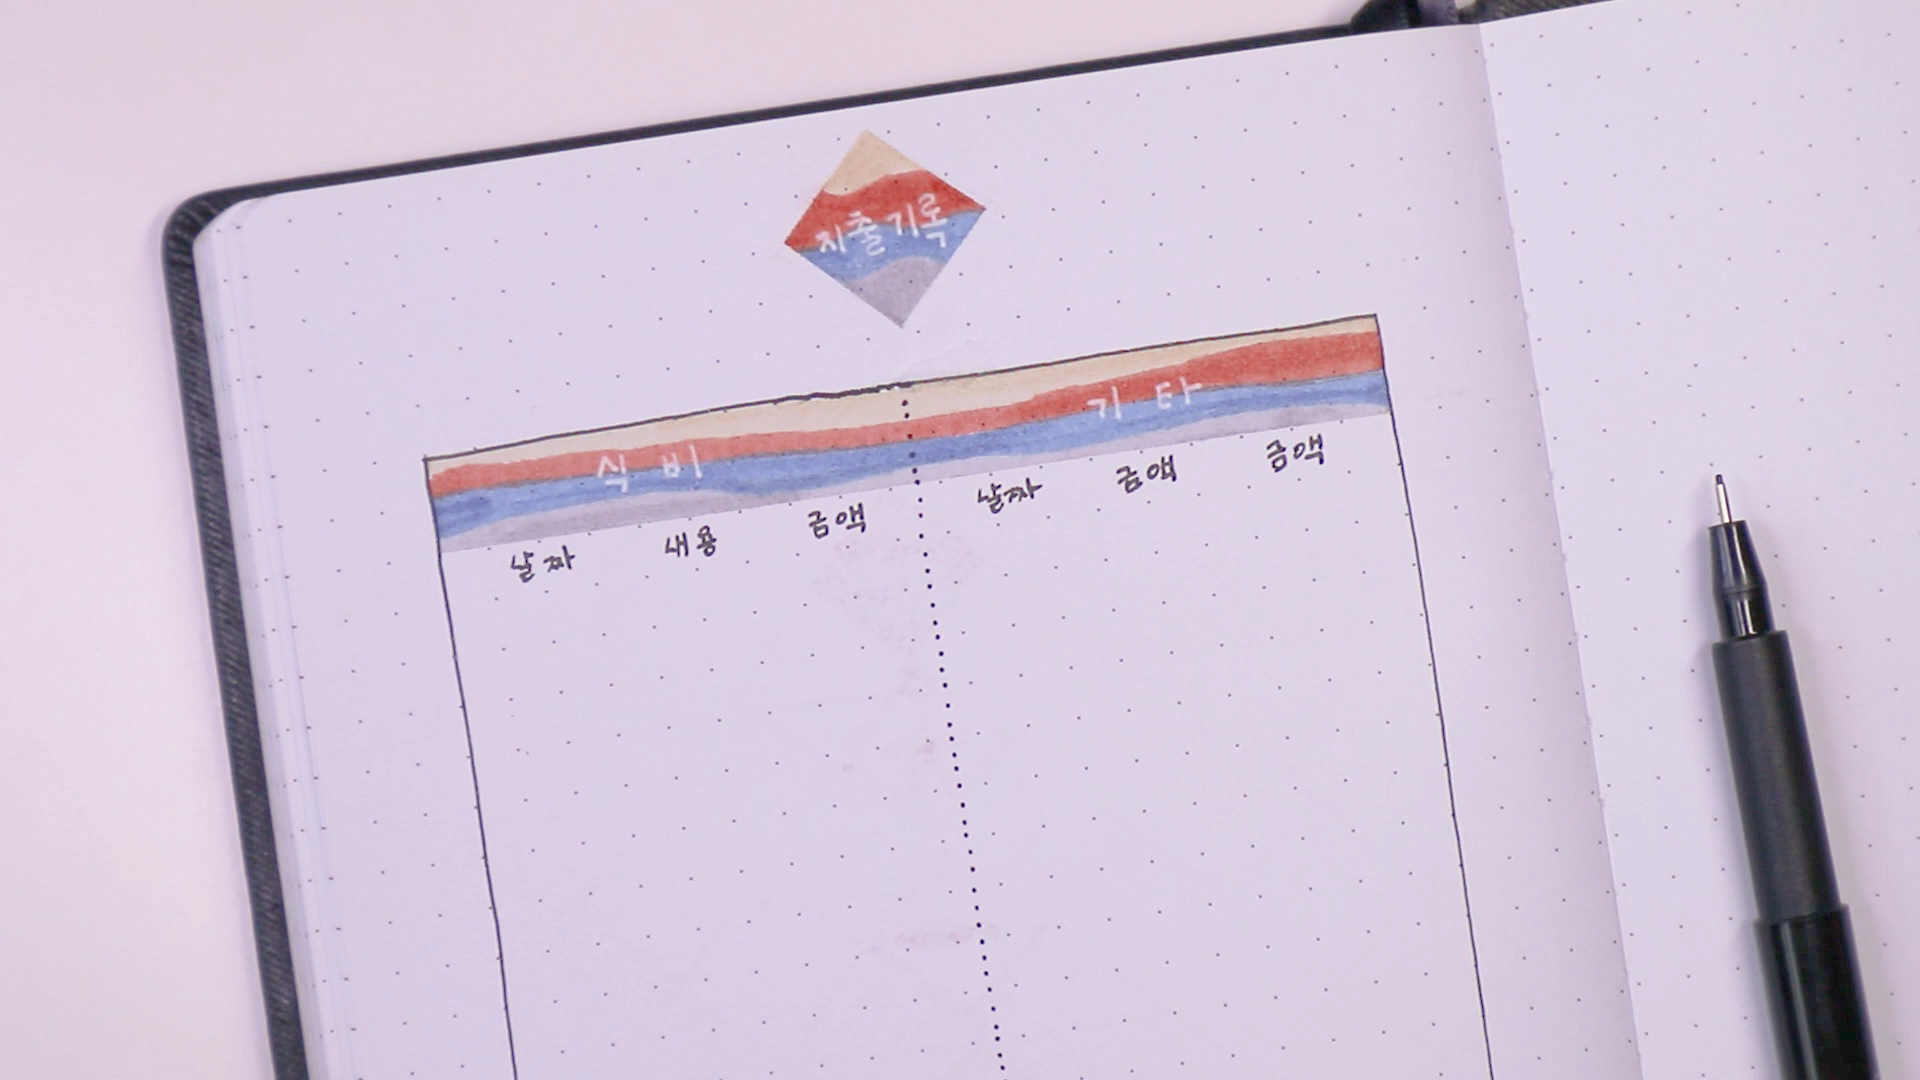 지출기록
식비 기타
날짜 내용 금액 날짜 금액 금액